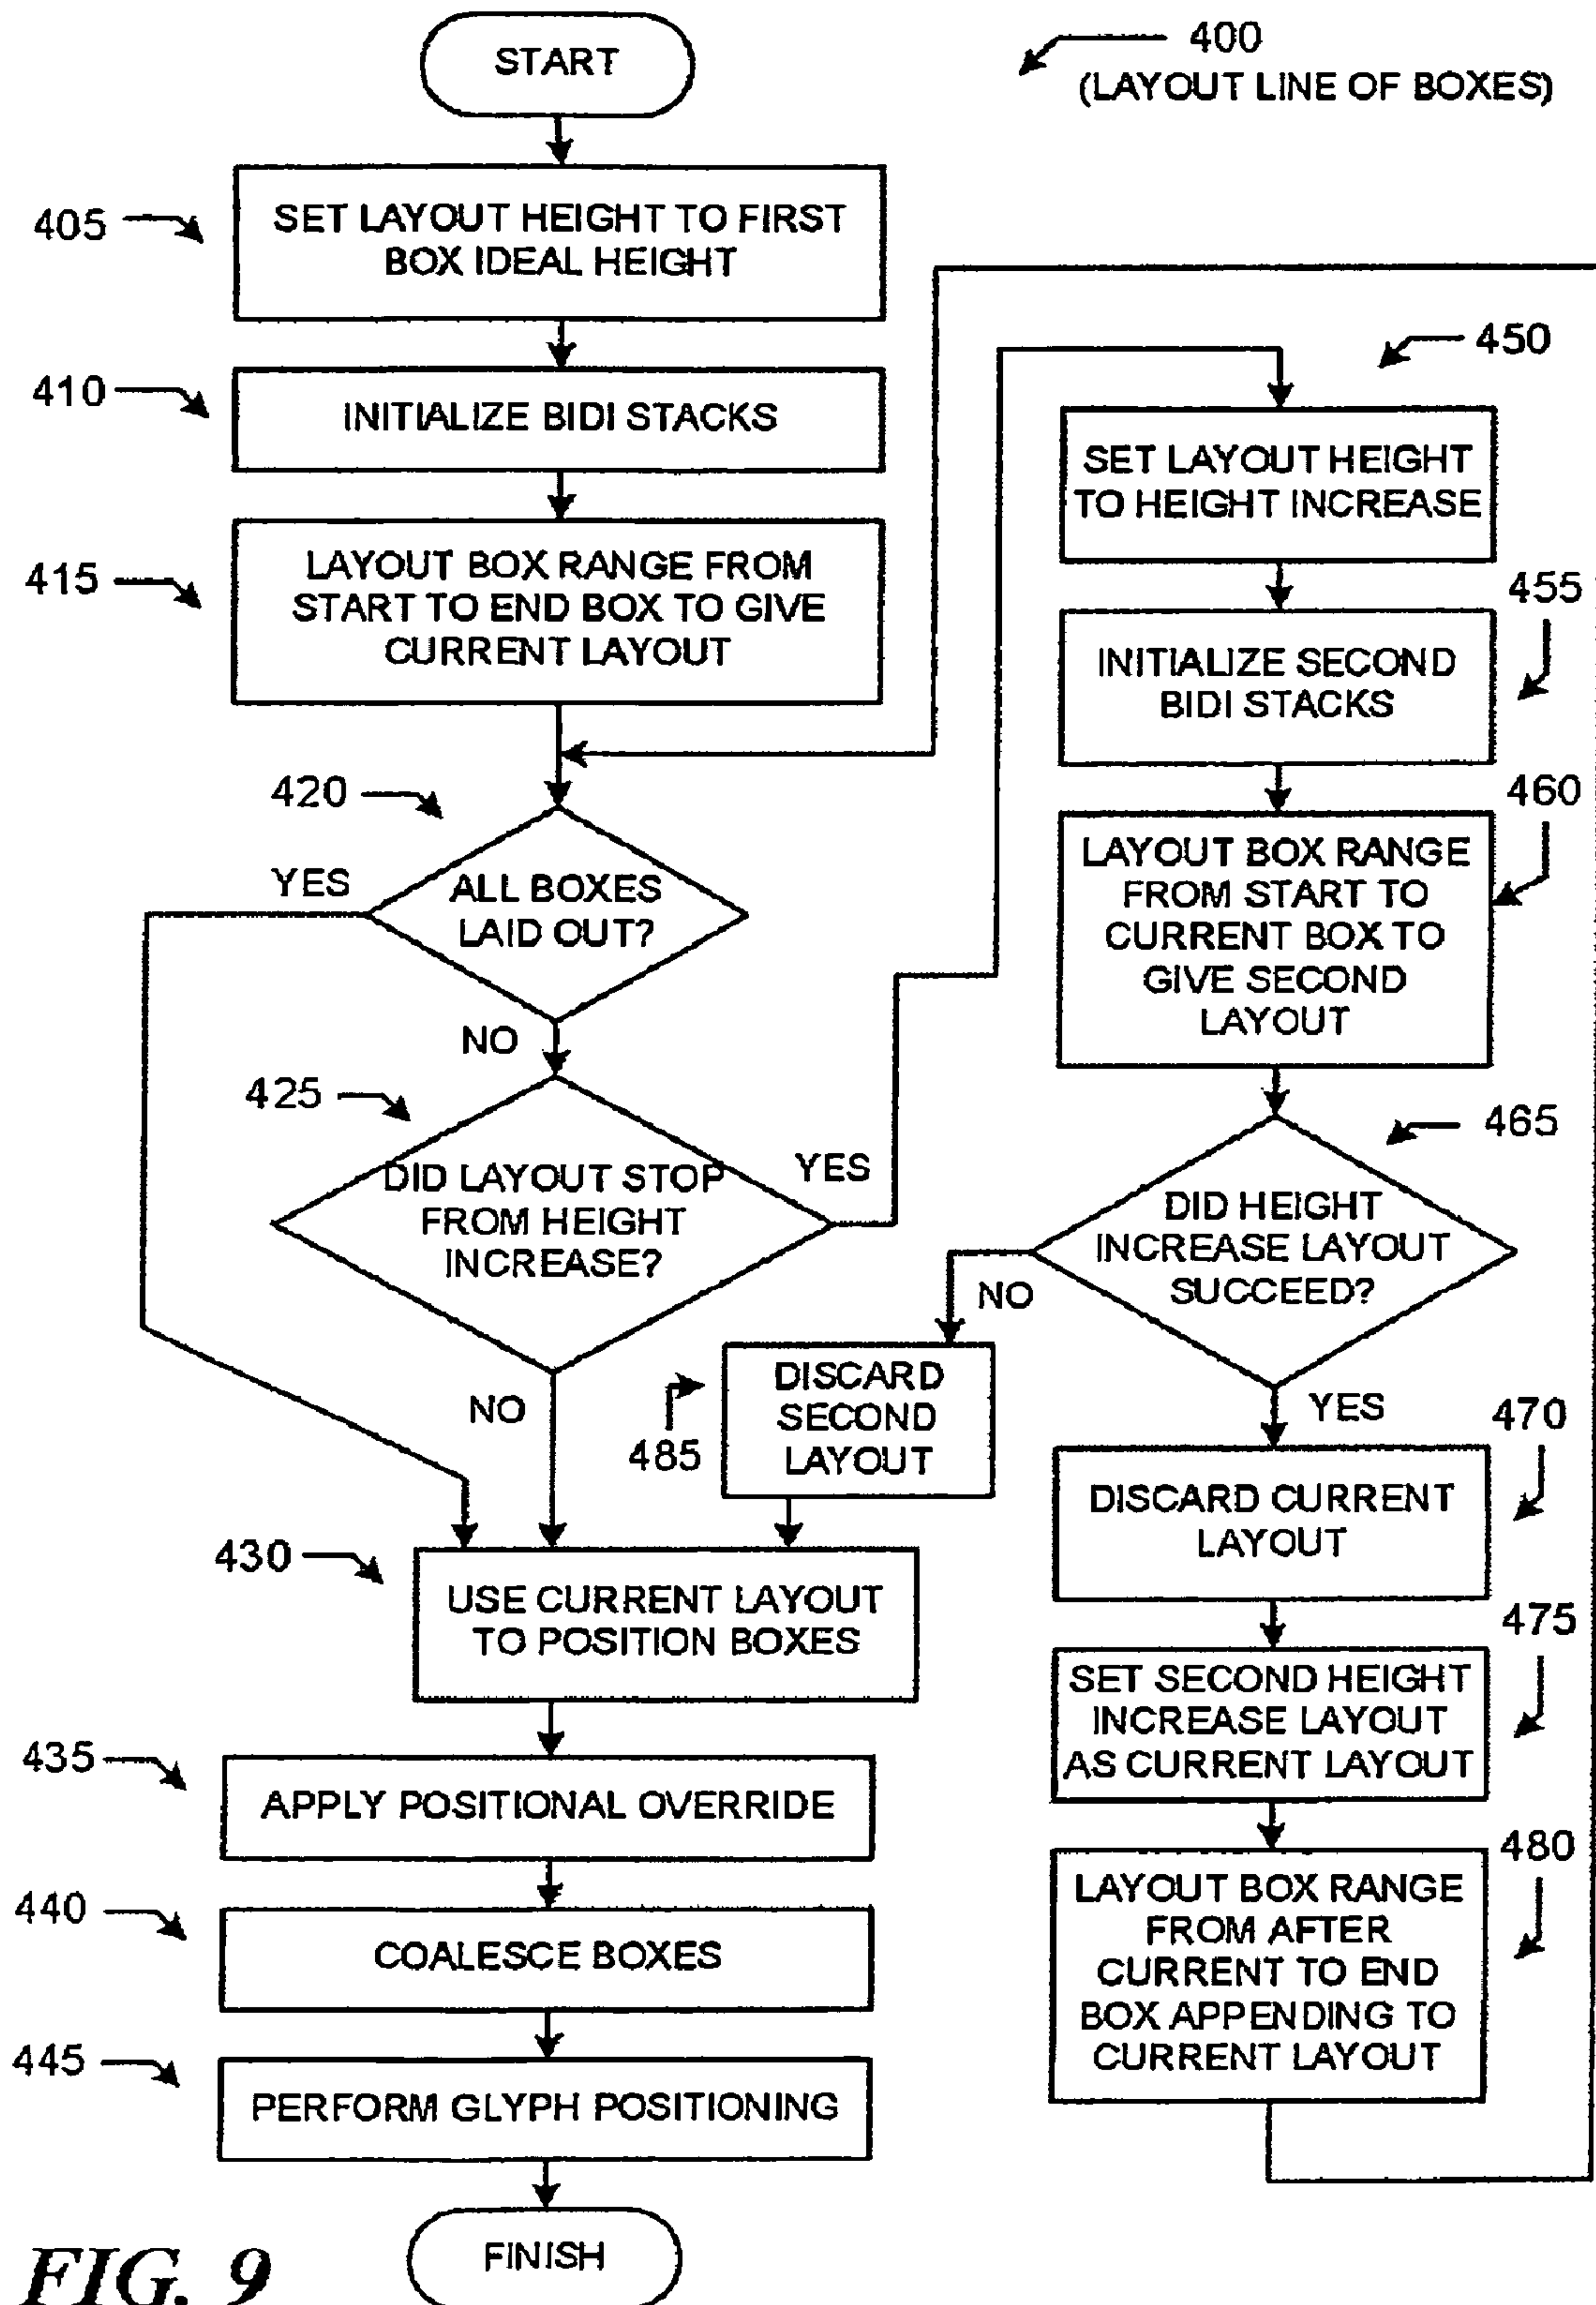 START
400
(LAYOUT LINE OF BOXES)
405
SET LAYOUT HEIGHT TO FIRST
BOX IDEAL HEIGHT
410
INITIALIZE BIDI STACKS
415
LAYOUT BOX RANGE FROM
START TO END BOX TO GIVE
CURRENT LAYOUT
420
YES
ALL BOXES
LAID OUT?
NO
425
DID LAYOUT STOP
FROM HEIGHT
INCREASE?
YES
NO
430
USE CURRENT LAYOUT
TO POSITION BOXES
435
APPLY POSITIONAL OVERRIDE
440
COALESCE BOXES
445
PERFORM GLYPH POSITIONING
FINISH
450
SET LAYOUT HEIGHT
TO HEIGHT INCREASE
455
INITIALIZE SECOND
BIDI STACKS
460
LAYOUT BOX RANGE
FROM START TO
CURRENT BOX TO
GIVE SECOND
LAYOUT
465
DID HEIGHT
INCREASE LAYOUT
SUCCEED?
NO
485
DISCARD
SECOND
LAYOUT
YES
470
DISCARD CURRENT
LAYOUT
475
SET SECOND HEIGHT
INCREASE LAYOUT
AS CURRENT LAYOUT
480
LAYOUT BOX RANGE
FROM AFTER
CURRENT TO END
BOX APPENDING TO
CURRENT LAYOUT
FIG. 9